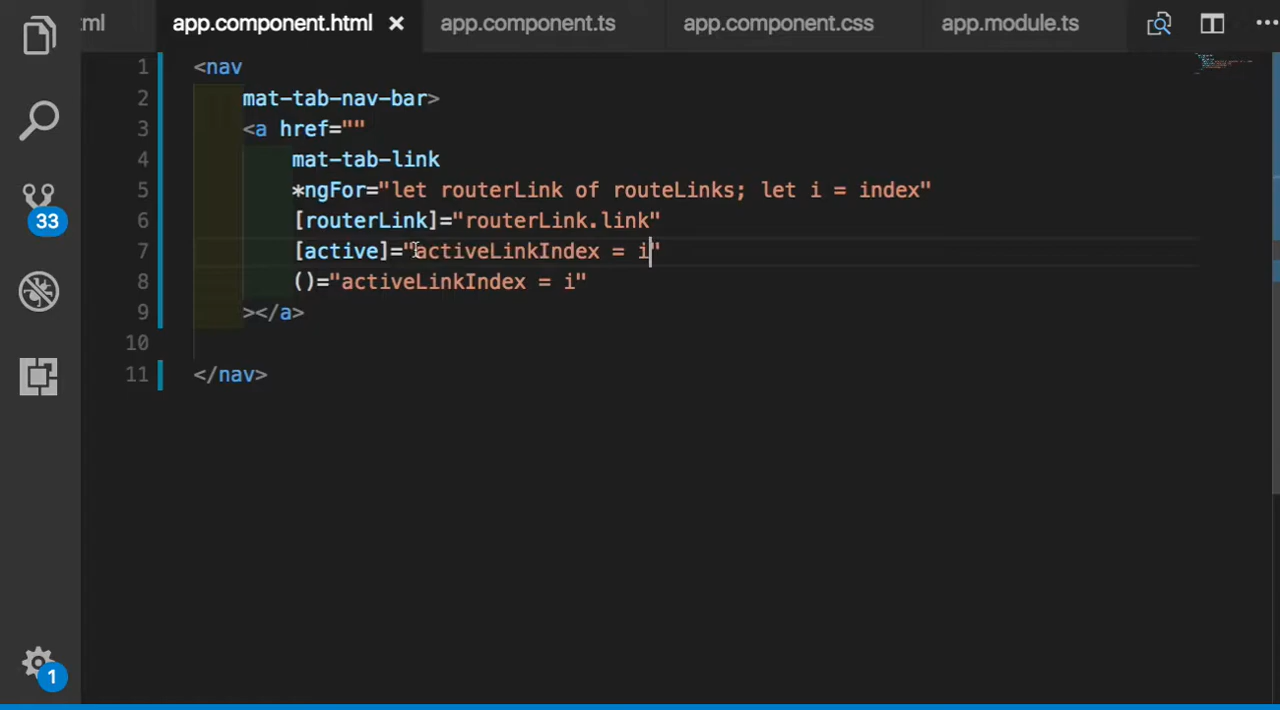 ml app.component.html × app.component.ts app.component.css app.module.ts
1 <nav
2 mat-tab-nav-bar>
3 <a href=""
4 mat-tab-link
5 *ngFor="let routerLink of routeLinks; let i = index"
6 [routerLink]="routerLink.link"
7 [active]="activeLinkIndex = i"
8 ()="activeLinkIndex = i"
9 ></a>
10
11 </nav>
33
1